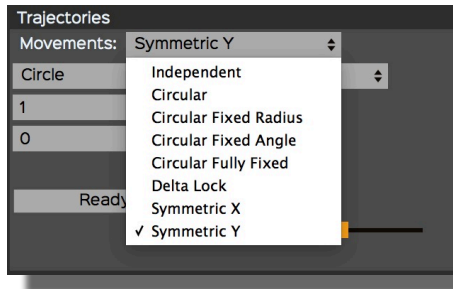 Trajectories
Movements: Symmetric Y
Circle
1
0
Ready
Independent
Circular
Circular Fixed Radius
Circular Fixed Angle
Circular Fully Fixed
Delta Lock
Symmetric X
✓ Symmetric Y